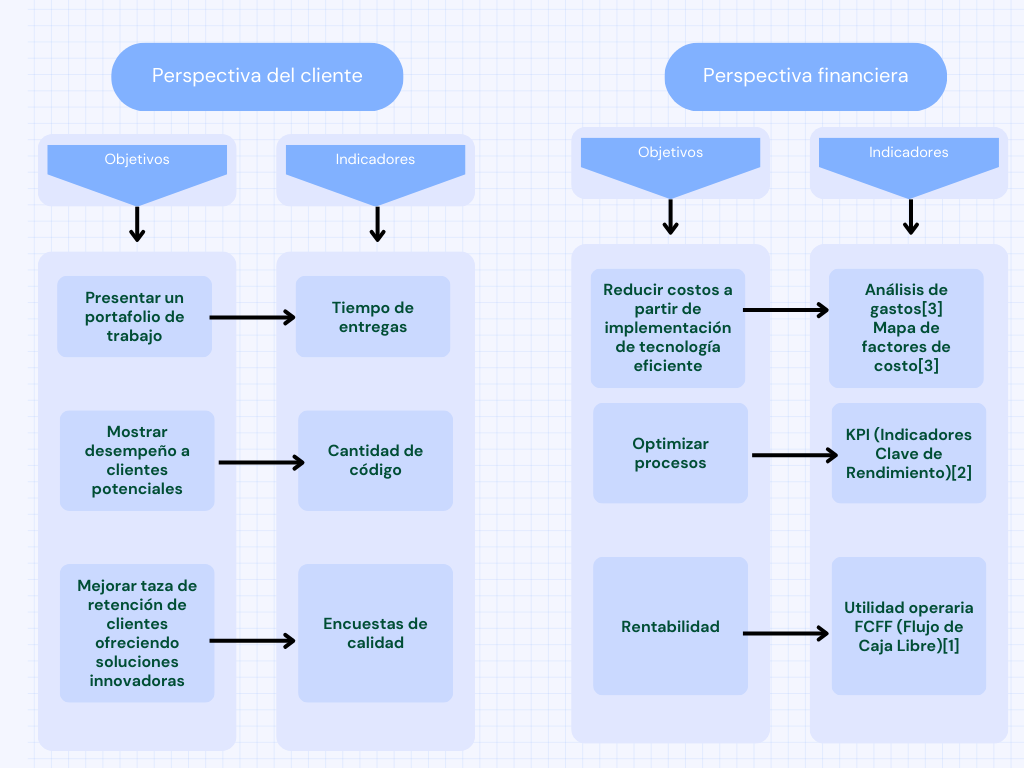 Perspectiva del cliente
Objetivos
Indicadores
Presentar un
portafolio de
trabajo
Tiempo de
entregas
Mostrar
desempeño a
clientes
potenciales
Cantidad de
código
Mejorar taza de
retención de
clientes
ofreciendo
soluciones
innovadoras
Encuestas de
calidad
Perspectiva financiera
Objetivos
Indicadores
Reducir costos a
partir de
implementación
de tecnología
eficiente
Análisis de
gastos[3]
Mapa de
factores de
costo[3]
Optimizar
procesos
KPI (Indicadores
Clave de
Rendimiento)[2]
Rentabilidad
Utilidad operaria
FCFF (Flujo de
Caja Libre)[1]